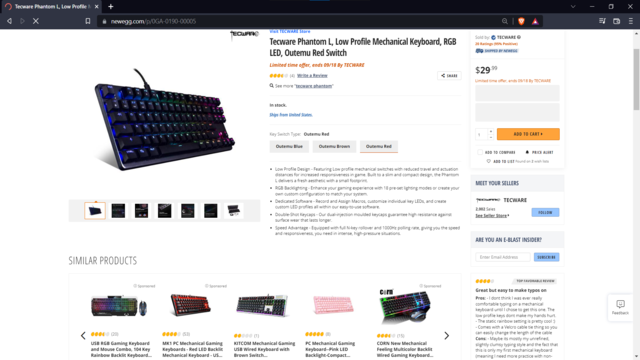 Tecware Phantom L, Low Profile M
newegg.com/p/0GA-0190-00005
TECWARE
Visit TECWARE Store
Tecware Phantom L, Low Profile Mechanical Keyboard, RGB
LED, Outemu Red Switch
Limited time offer, ends 09/18 By TECWARE
(4) Write a Review
SHARE
See more "tecware phantom"
In stock.
Ships from United States.
Key Switch Type: Outemu Red
Outemu Blue
Outemu Brown
Outemu Red
Low Profile Design - Featuring Low profile mechanical switches with reduced travel and actuation
distances for increased responsiveness in game. Built to a slim and compact design, the Phantom
L delivers a fresh aesthetic with a small footprint.
RGB Backlighting - Enhance your gaming experience with 18 pre-set lighting modes or create your
own custom configuration to match your system.
Dedicated Software - Record and Assign Macros, customize individual key LEDs, and create
custom LED profiles all within our easy-to-use software.
Double-Shot Keycaps - Our dual-injection moulded keycaps guarantee high resistance against
surface wear that lasts longer.
Speed Advantage - Equipped with full N-key rollover and 1000Hz polling rate, giving you the speed
and responsiveness, you need in intense, high-pressure situations.
Sold by: TECWARE
26 Ratings (90% Positive)
SHIPPED BY NEWEGG
$29.99
Limited time offer, ends 09/18 By TECWARE
1
ADD TO CART
ADD TO COMPARE
PRICE ALERT
ADD TO LIST Found on 5 wish lists
MEET YOUR SELLERS
TECWARE
2,002 Sales
See Seller Store
FOLLOW
ARE YOU AN E-BLAST INSIDER?
Enter Email Address
SUBSCRIBE
TOP FAVORABLE REVIEW
Great but easy to make typos on
Pros: - I don't think I was ever really
comfortable typing on a mechanical
keyboard until I chose to get this one. The
low profile keys don't make my hands hurt.
- The static rainbow setting is pretty cool! :)
- Comes with a Velcro cable tie thing so you
can easily change the length of the cable.
Cons: - Maybe its mostly my unrefined,
slightly clumsy typing style and the fact that
this is only my first mechanical keyboard
(meaning I need more practice with non-
Feedback
SIMILAR PRODUCTS
Sponsored
Sponsored
Sponsored
Sponsored
Sponsored
CORN
(20)
USB RGB Gaming Keyboard
and Mouse Combo, 104 Key
Rainbow Backlit Keyboard...
MK1 PC Mechanical Gaming
Keyboards - Red LED Backlit
Mechanical Keyboard - US...
(1)
KITCOM Mechanical Gaming
USB Wired Keyboard with
Brown Switch...
(8)
PC Mechanical Gaming
Keyboard–Pink LED
Backlight-Compact...
(15)
CORN New Mechanical
Feeling Multicolor Backlit
Wired Gaming Keyboard...